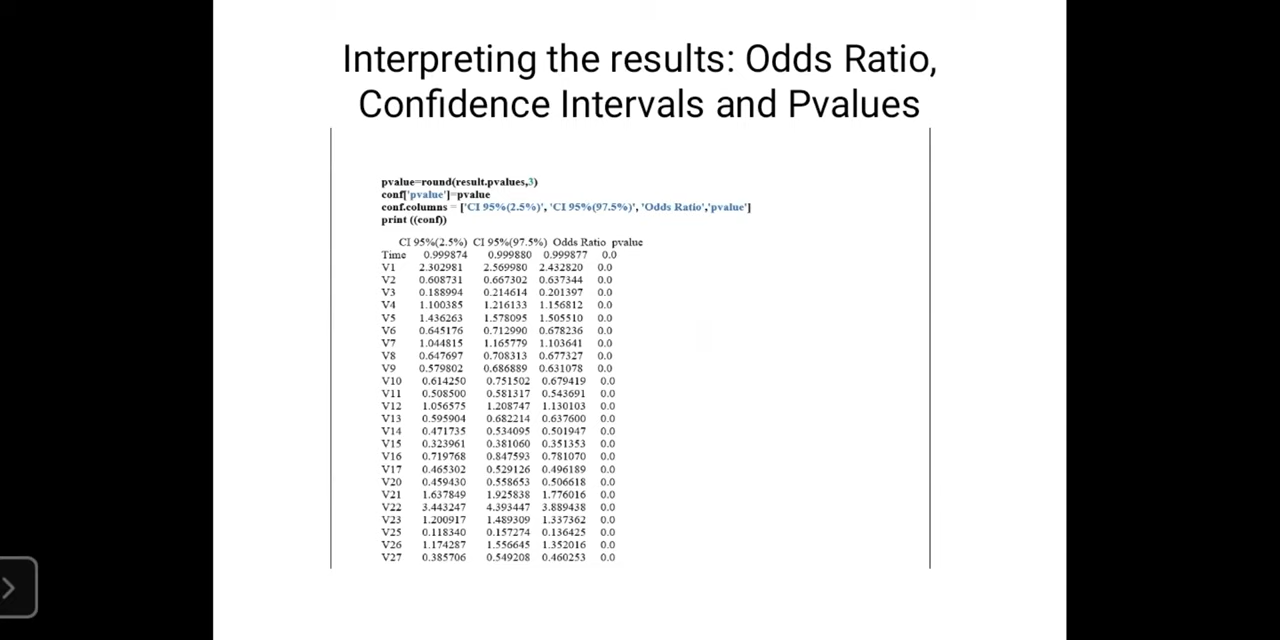 Interpreting the results: Odds Ratio,
Confidence Intervals and Pvalues
pvalue=round(result.pvalues,3)
conf['pvalue']=pvalue
conf.columns = ['CI 95%(2.5%)', 'CI 95%(97.5%)', 'Odds Ratio','pvalue']
print ((conf))
CI 95%(2.5%) CI 95%(97.5%) Odds Ratio pvalue
Time 0.999874 0.999880 0.999877 0.0
V1 2.302981 2.569980 2.432820 0.0
V2 0.608731 0.667302 0.637344 0.0
V3 0.188994 0.214614 0.201397 0.0
V4 1.100385 1.216133 1.156812 0.0
V5 1.436263 1.578095 1.505510 0.0
V6 0.645176 0.712990 0.678236 0.0
V7 1.044815 1.165779 1.103641 0.0
V8 0.647697 0.708313 0.677327 0.0
V9 0.579802 0.686889 0.631078 0.0
V10 0.614250 0.751502 0.679419 0.0
V11 0.508500 0.581317 0.543691 0.0
V12 1.056575 1.208747 1.130103 0.0
V13 0.595904 0.682214 0.637600 0.0
V14 0.471735 0.534095 0.501947 0.0
V15 0.323961 0.381060 0.351353 0.0
V16 0.719768 0.847593 0.781070 0.0
V17 0.465302 0.529126 0.496189 0.0
V20 0.459430 0.558653 0.506618 0.0
V21 1.637849 1.925838 1.776016 0.0
V22 3.443247 4.393447 3.889438 0.0
V23 1.200917 1.489309 1.337362 0.0
V25 0.118340 0.157274 0.136425 0.0
V26 1.174287 1.556645 1.352016 0.0
V27 0.385706 0.549208 0.460253 0.0